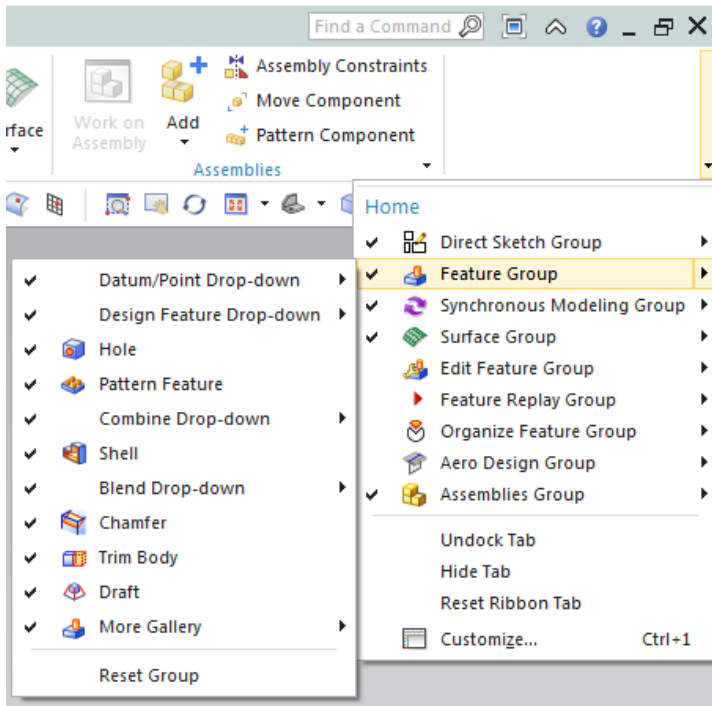 Find a Command
Assembly Constraints
Move Component
rface
Work on
Assembly
Add
Pattern Component
Assemblies
Home
Direct Sketch Group
Feature Group
Synchronous Modeling Group
Surface Group
Edit Feature Group
Feature Replay Group
Organize Feature Group
Aero Design Group
Assemblies Group
Undock Tab
Hide Tab
Reset Ribbon Tab
Customize... Ctrl+1
Datum/Point Drop-down
Design Feature Drop-down
Hole
Pattern Feature
Combine Drop-down
Shell
Blend Drop-down
Chamfer
Trim Body
Draft
More Gallery
Reset Group